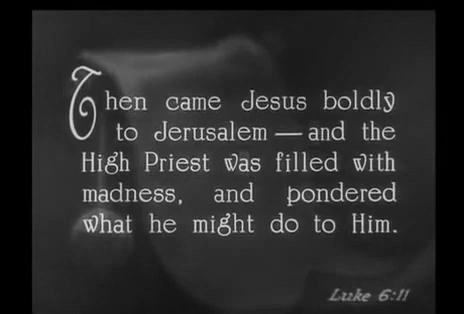 Then came Jesus boldly
to Jerusalem — and the
High Priest was filled with
madness, and pondered
what he might do to Him.
Luke 6:11